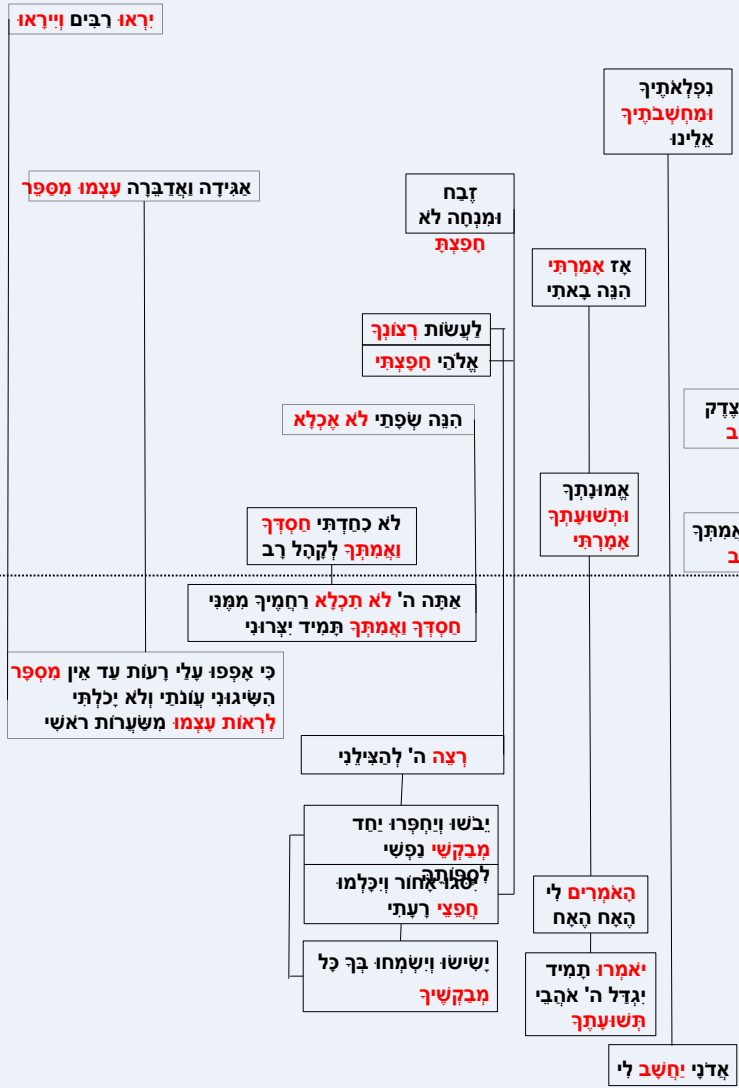 יִרְאוּ רַבִּים וְיִירָאוּ
נִפְלְאֹתֶיךָ
וּמַחְשְׁבֹתֶיךָ
אֵלֵינוּ
אַגִּידָה וַאֲדַבֵּרָה עָצְמוּ מִסַּפֵּר
זֶבַח
וּמִנְחָה לֹא
חָפַצְתָּ
אָז אָמַרְתִּי
הִנֵּה בָאתִי
לַעֲשׂוֹת רְצוֹנְךָ
אֱלֹהַי חָפָצְתִּי
הִנֵּה שְׂפָתַי לֹא אֶכְלָא
צֶדֶק
ב
אֱמוּנָתְךָ
וּתְשׁוּעָתְךָ
אָמָרְתִּי
לֹא כִחַדְתִּי חַסְדְּךָ
וַאֲמִתְּךָ לְקָהָל רָב
אֲמִתְּךָ
ב
אַתָּה ה' לֹא תִכְלָא רַחֲמֶיךָ מִמֶּנִּי
חַסְדְּךָ וַאֲמִתְּךָ תָּמִיד יִצְּרוּנִי
כִּי אָפְפוּ עָלַי רָעוֹת עַד אֵין מִסְפָּר
הִשִּׂיגוּנִי עֲוֺנֹתַי וְלֹא יָכֹלְתִּי
לִרְאוֹת עָצְמוּ מִשַּׂעֲרוֹת רֹאשִׁי
רְצֵה ה' לְהַצִּילֵנִי
יֵבֹשׁוּ וְיַחְפְּרוּ יַחַד
מְבַקְשֵׁי נַפְשִׁי
לִסְפּוֹתָהּ
יִסֹּגוּ אָחוֹר וְיִכָּלְמוּ
חֲפֵצֵי רָעָתִי
הָאֹמְרִים לִי
הֶאָח הֶאָח
יָשִׂישׂוּ וְיִשְׂמְחוּ בְּךָ כָּל
מְבַקְשֶׁיךָ
יֹאמְרוּ תָמִיד
יִגְדַּל ה' אֹהֲבֵי
תְּשׁוּעָתֶךָ
אֲדֹנָי יַחֲשָׁב לִי